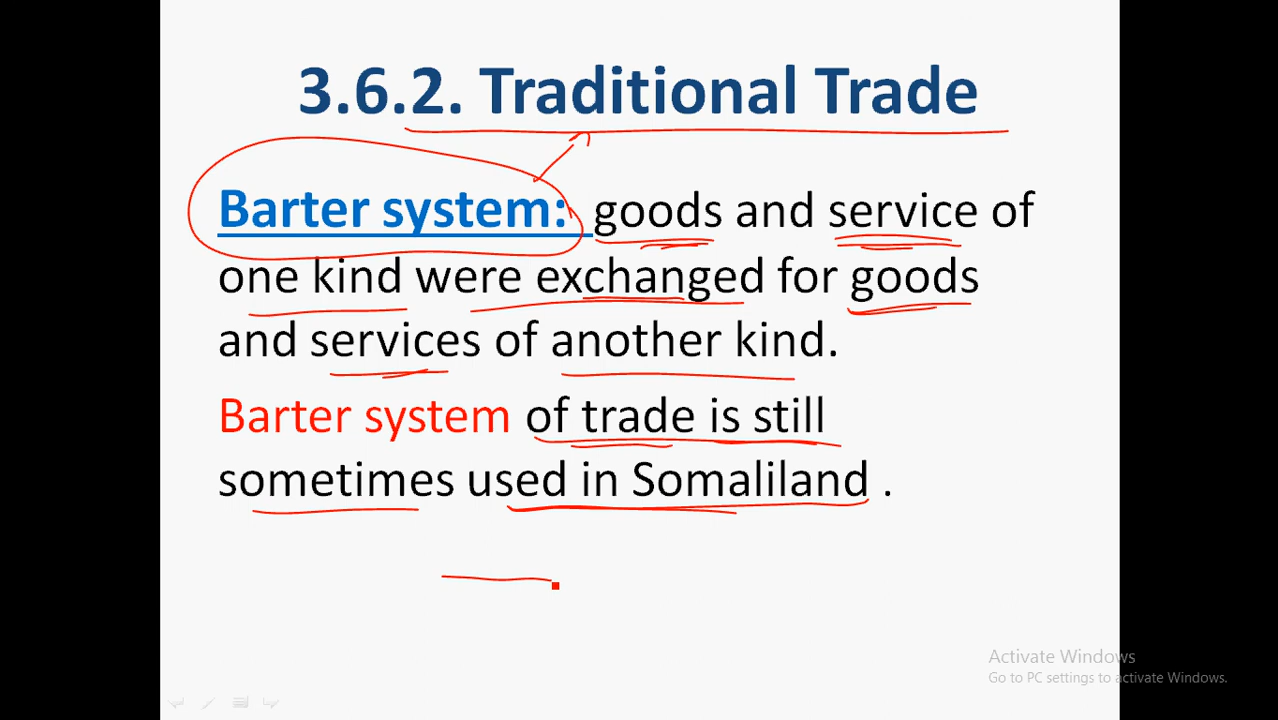 3.6.2. Traditional Trade
Barter system: goods and service of
one kind were exchanged for goods
and services of another kind.
Barter system of trade is still
sometimes used in Somaliland .
Activate Windows
Go to PC settings to activate Windows.